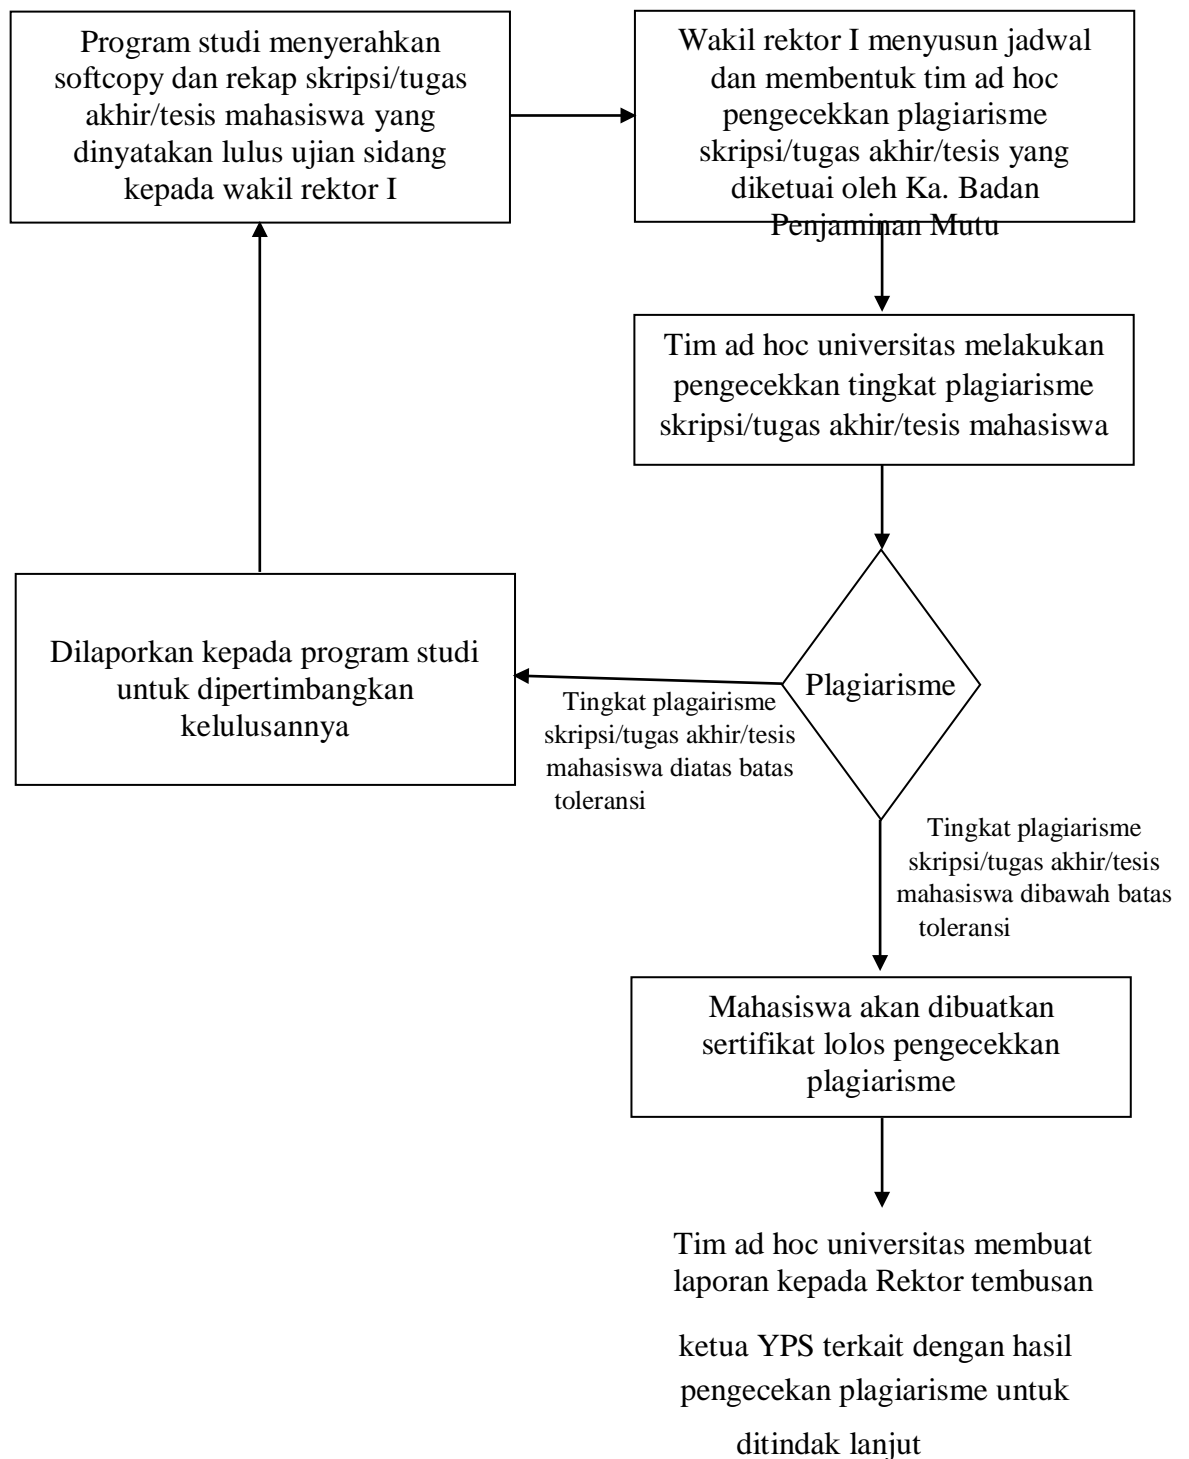 Program studi menyerahkan
softcopy dan rekap skripsi/tugas
akhir/tesis mahasiswa yang
dinyatakan lulus ujian sidang
kepada wakil rektor I
Wakil rektor I menyusun jadwal
dan membentuk tim ad hoc
pengecekkan plagiarisme
skripsi/tugas akhir/tesis yang
diketuai oleh Ka. Badan
Penjaminan Mutu
Tim ad hoc universitas melakukan
pengecekkan tingkat plagiarisme
skripsi/tugas akhir/tesis mahasiswa
Plagiarisme
Tingkat plagairisme
skripsi/tugas akhir/tesis
mahasiswa diatas batas
toleransi
Dilaporkan kepada program studi
untuk dipertimbangkan
kelulusannya
Tingkat plagiarisme
skripsi/tugas akhir/tesis
mahasiswa dibawah batas
toleransi
Mahasiswa akan dibuatkan
sertifikat lolos pengecekkan
plagiarisme
Tim ad hoc universitas membuat
laporan kepada Rektor tembusan
ketua YPS terkait dengan hasil
pengecekan plagiarisme untuk
ditindak lanjut